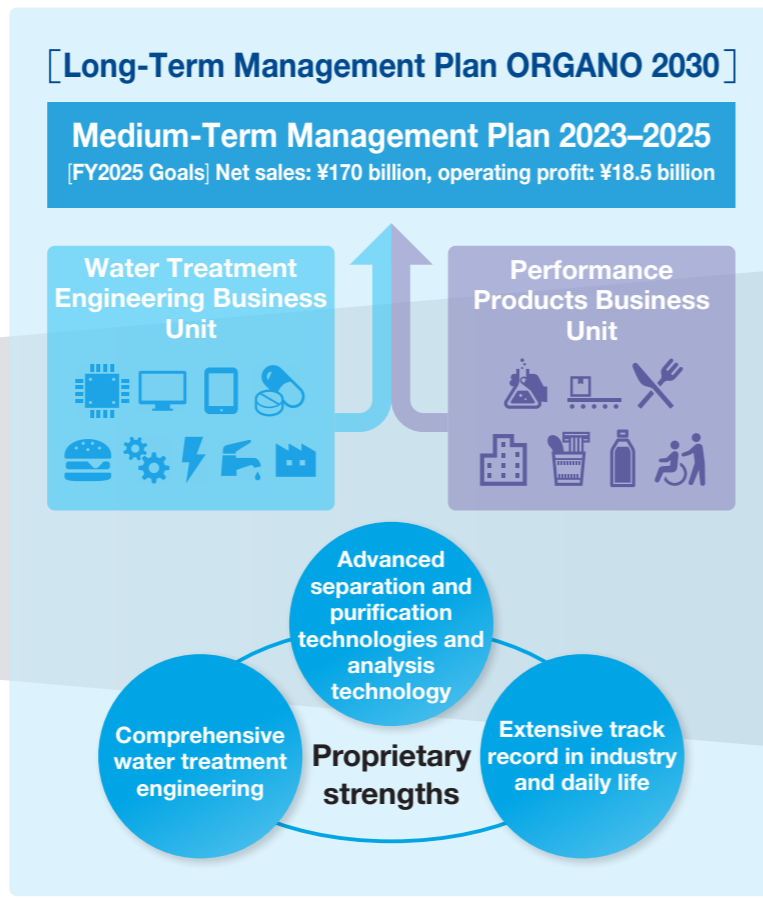 [Long-Term Management Plan ORGANO 2030]
Medium-Term Management Plan 2023–2025
[FY2025 Goals] Net sales: ¥170 billion, operating profit: ¥18.5 billion
Water Treatment
Engineering Business
Unit
Performance
Products Business
Unit
Advanced
separation and
purification
technologies and
analysis
technology
Comprehensive
water treatment
engineering
Proprietary
strengths
Extensive track
record in industry
and daily life